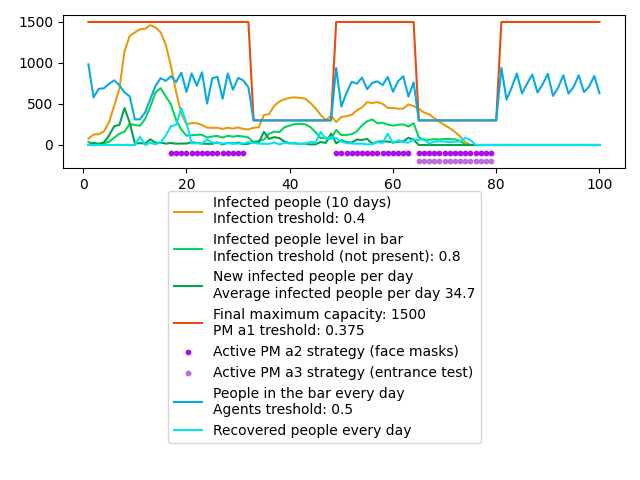 1500
1000
500
0
0 20 40 60 80 100
Infected people (10 days)
Infection treshold: 0.4
Infected people level in bar
Infection treshold (not present): 0.8
New infected people per day
Average infected people per day 34.7
Final maximum capacity: 1500
PM a1 treshold: 0.375
Active PM a2 strategy (face masks)
Active PM a3 strategy (entrance test)
People in the bar every day
Agents treshold: 0.5
Recovered people every day